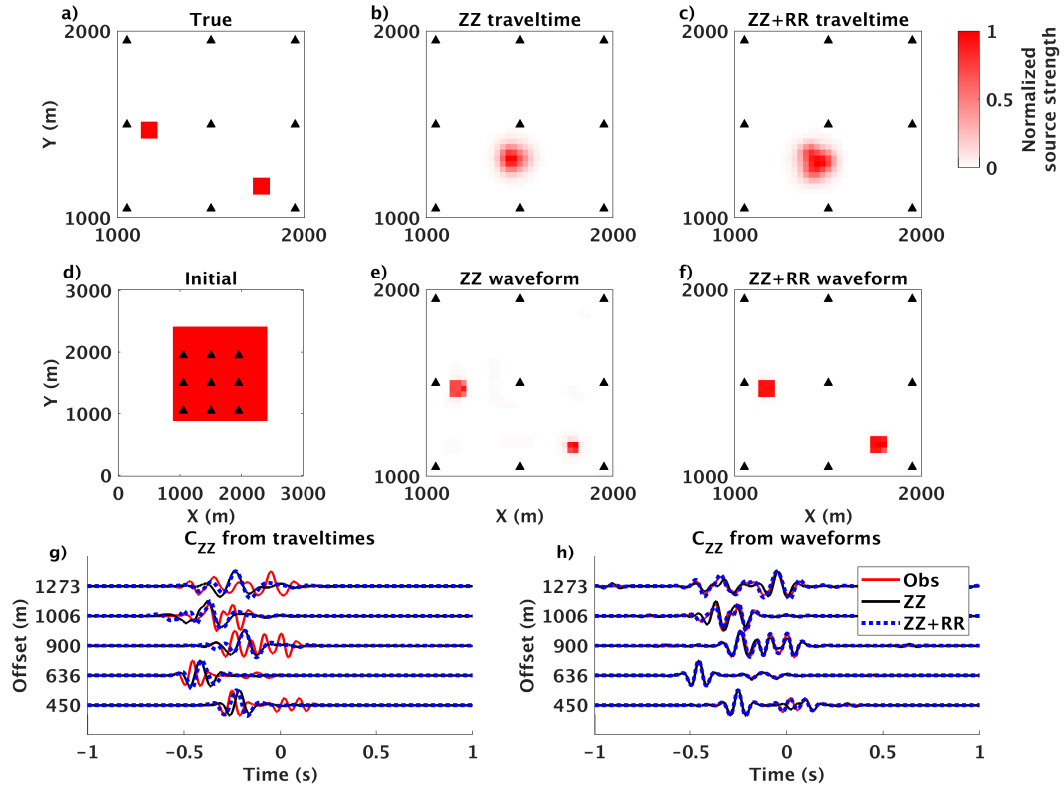 a) True
2000
1000
1000 2000
Y (m)
b) ZZ traveltime
2000
1000
1000 2000
c) ZZ+RR traveltime
2000
1000
1000 2000
1
0.5
0
Normalized
source strength
d) Initial
3000
2000
1000
0
0 1000 2000 3000
X (m)
Y (m)
e) ZZ waveform
2000
1000
1000 2000
X (m)
f) ZZ+RR waveform
2000
1000
1000 2000
X (m)
g) CZZ from traveltimes
1273
1006
900
636
450
Offset (m)
-1 -0.5 0 0.5 1
Time (s)
h) CZZ from waveforms
1273
1006
900
636
450
Offset (m)
-1 -0.5 0 0.5 1
Time (s)
Obs
ZZ
ZZ+RR